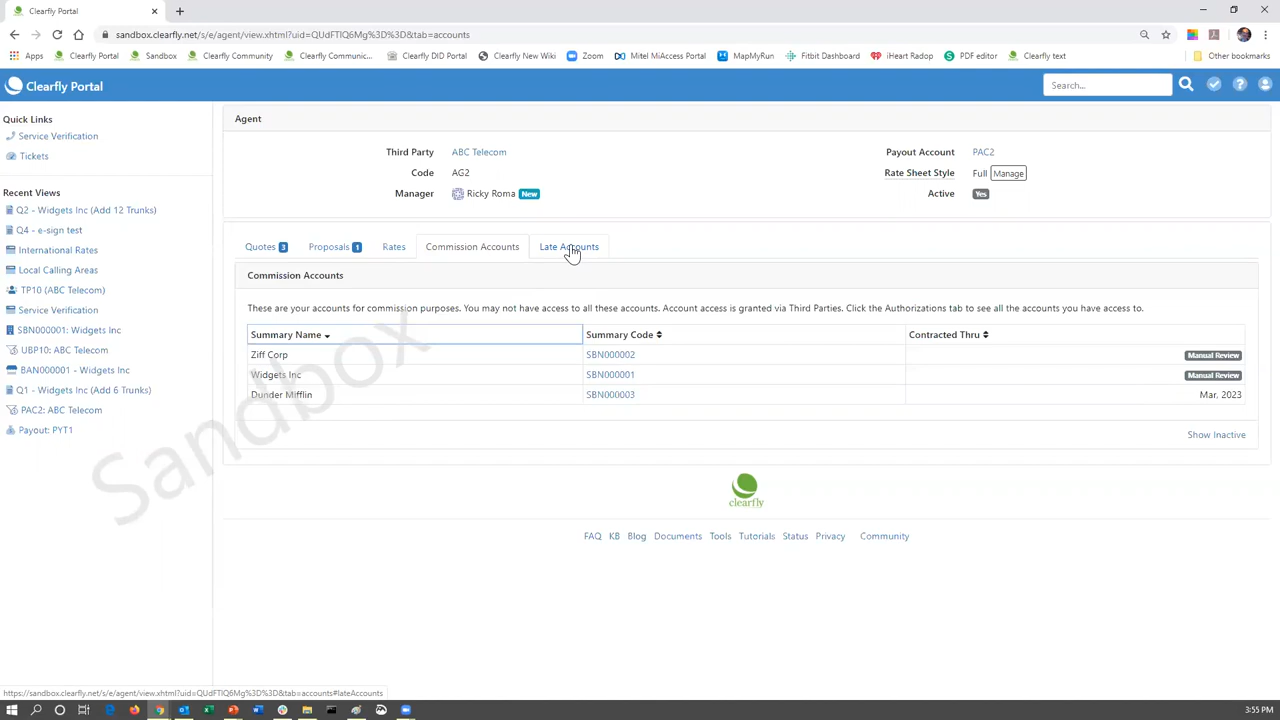 Clearfly Portal
sandbox.clearfly.net/s/e/agent/view.xhtml?uid=QUdFTlQ6Mg%3D%3D&tab=accounts
Apps Clearfly Portal Sandbox Clearfly Community Clearfly Communic... Clearfly DID Portal Clearfly New Wiki Zoom Mitel MiAccess Portal MapMyRun Fitbit Dashboard iHeart Radop PDF editor Clearfly text Other bookmarks
Clearfly Portal Search...
Quick Links
Service Verification
Tickets
Recent Views
Q2 - Widgets Inc (Add 12 Trunks)
Q4 - e-sign test
International Rates
Local Calling Areas
TP10 (ABC Telecom)
Service Verification
SBN000001: Widgets Inc
UBP10: ABC Telecom
BAN000001 - Widgets Inc
Q1 - Widgets Inc (Add 6 Trunks)
PAC2: ABC Telecom
Payout: PYT1
Agent
Third Party ABC Telecom Payout Account PAC2
Code AG2 Rate Sheet Style Full Manage
Manager Ricky Roma New Active Yes
Quotes 3 Proposals 1 Rates Commission Accounts Late Accounts
Commission Accounts
These are your accounts for commission purposes. You may not have access to all these accounts. Account access is granted via Third Parties. Click the Authorizations tab to see all the accounts you have access to.
Summary Name Summary Code Contracted Thru
Ziff Corp SBN000002 Manual Review
Widgets Inc SBN000001 Manual Review
Dunder Mifflin SBN000003 Mar, 2023
Show Inactive
Sandbox
clearfly
FAQ KB Blog Documents Tools Tutorials Status Privacy Community
https://sandbox.clearfly.net/s/e/agent/view.xhtml?uid=QUdFTlQ6Mg%3D%3D&tab=accounts#lateAccounts
3:55 PM